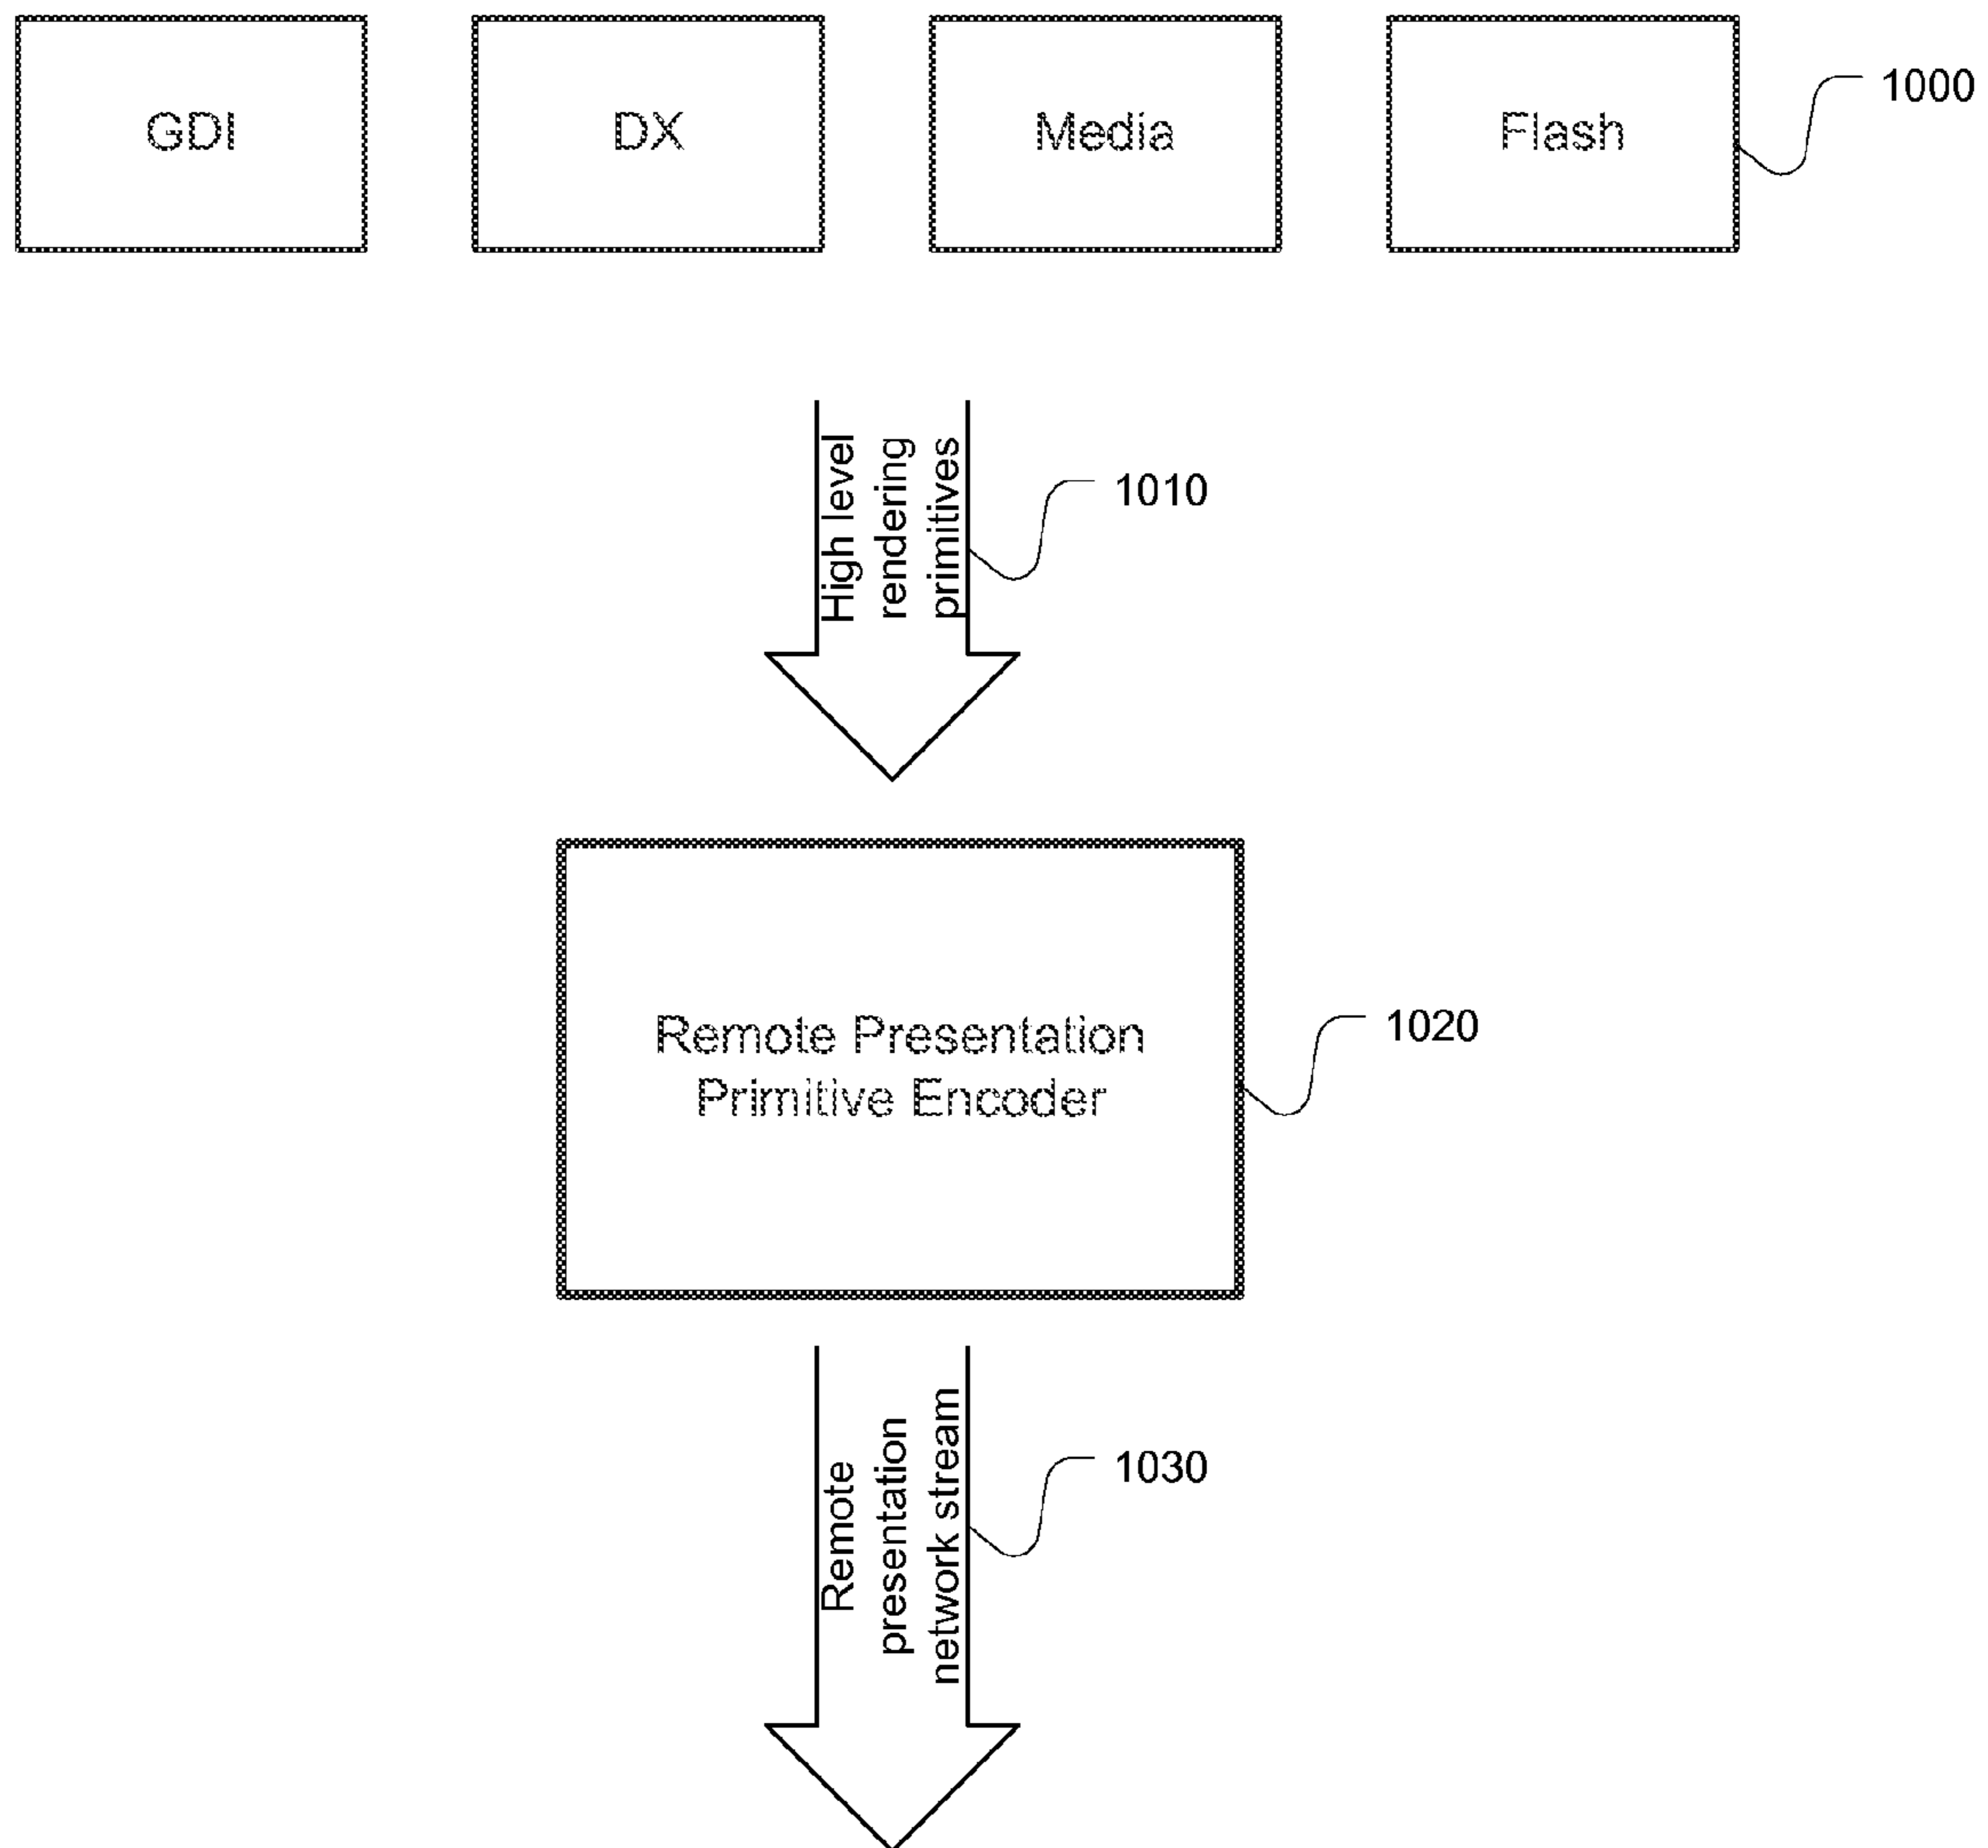 GDI
DX
Media
Flash
1000
High level
rendering
primitives
1010
Remote Presentation
Primitive Encoder
1020
Remote
presentation
network stream
1030